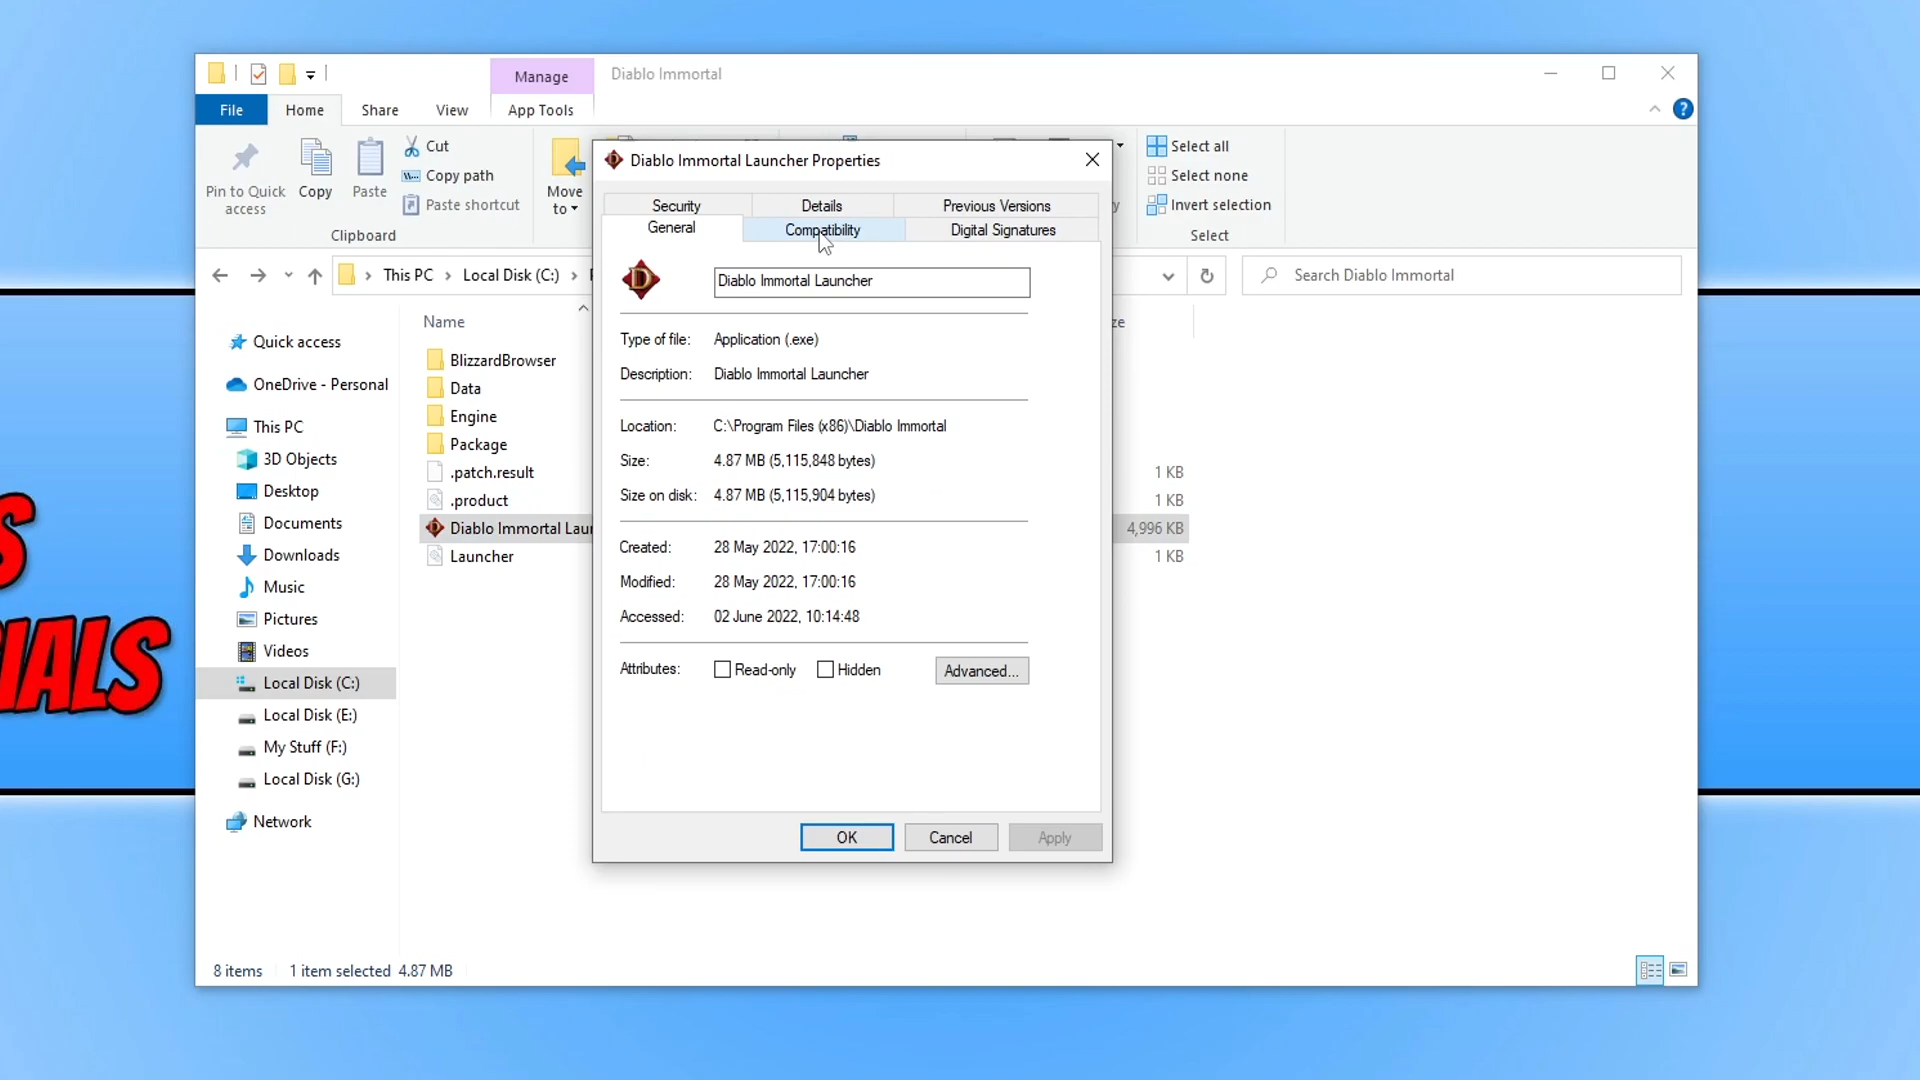 Manage
Diablo Immortal
File
Home
Share
View
App Tools
Pin to Quick access
Copy
Paste
Cut
Copy path
Paste shortcut
Move to
Select all
Select none
Invert selection
Clipboard
Select
This PC
Local Disk (C:)
Search Diablo Immortal
Quick access
OneDrive - Personal
This PC
3D Objects
Desktop
Documents
Downloads
Music
Pictures
Videos
Local Disk (C:)
Local Disk (E:)
My Stuff (F:)
Local Disk (G:)
Network
Name
BlizzardBrowser
Data
Engine
Package
.patch.result
1 KB
.product
1 KB
Diablo Immortal Laun
4,996 KB
Launcher
1 KB
Diablo Immortal Launcher Properties
Security
Details
Previous Versions
General
Compatibility
Digital Signatures
Diablo Immortal Launcher
Type of file: Application (.exe)
Description: Diablo Immortal Launcher
Location: C:\Program Files (x86)\Diablo Immortal
Size: 4.87 MB (5,115,848 bytes)
Size on disk: 4.87 MB (5,115,904 bytes)
Created: 28 May 2022, 17:00:16
Modified: 28 May 2022, 17:00:16
Accessed: 02 June 2022, 10:14:48
Attributes: Read-only Hidden Advanced...
OK Cancel Apply
8 items 1 item selected 4.87 MB
S
IALS